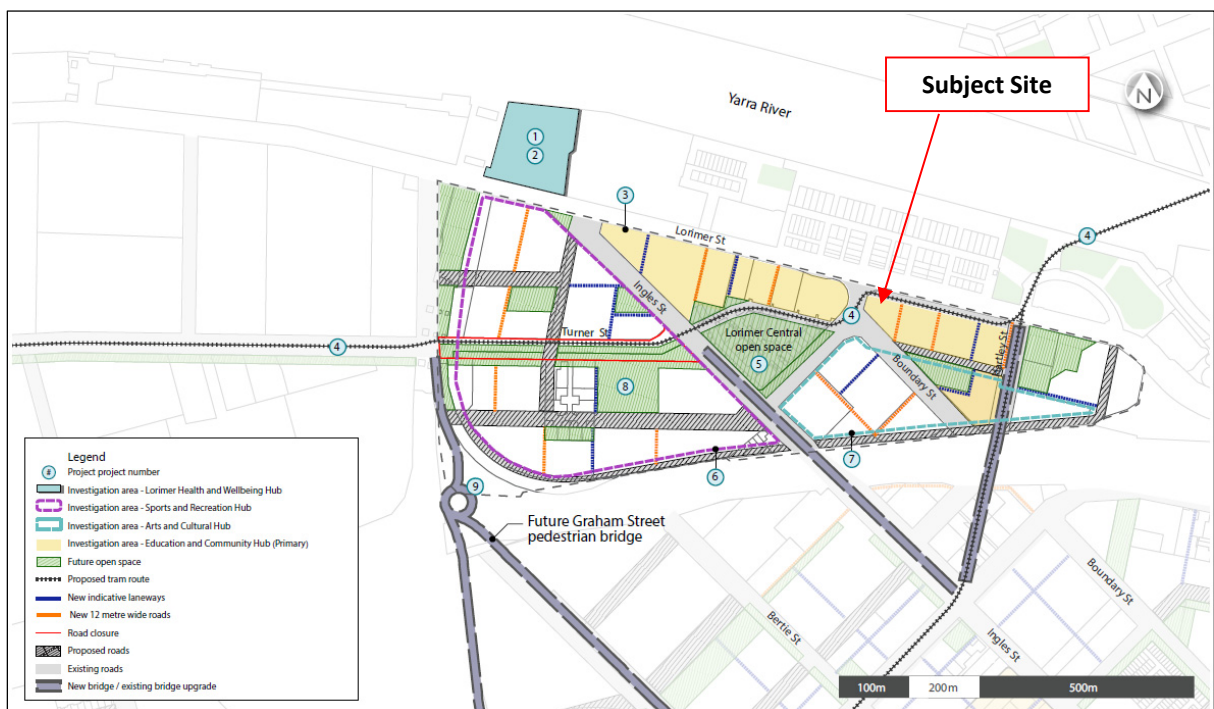 Subject Site
N
Yarra River
1
2
3
Lorimer St
4
Ingles St
4
Turner St
4
Lorimer Central
open space
5
Boundary St
Hartley St
8
7
6
9
Future Graham Street
pedestrian bridge
Bertie St
Boundary St
Ingles St
Legend
# Project project number
Investigation area - Lorimer Health and Wellbeing Hub
Investigation area - Sports and Recreation Hub
Investigation area - Arts and Cultural Hub
Investigation area - Education and Community Hub (Primary)
Future open space
Proposed tram route
New indicative laneways
New 12 metre wide roads
Road closure
Proposed roads
Existing roads
New bridge / existing bridge upgrade
100m 200m 500m